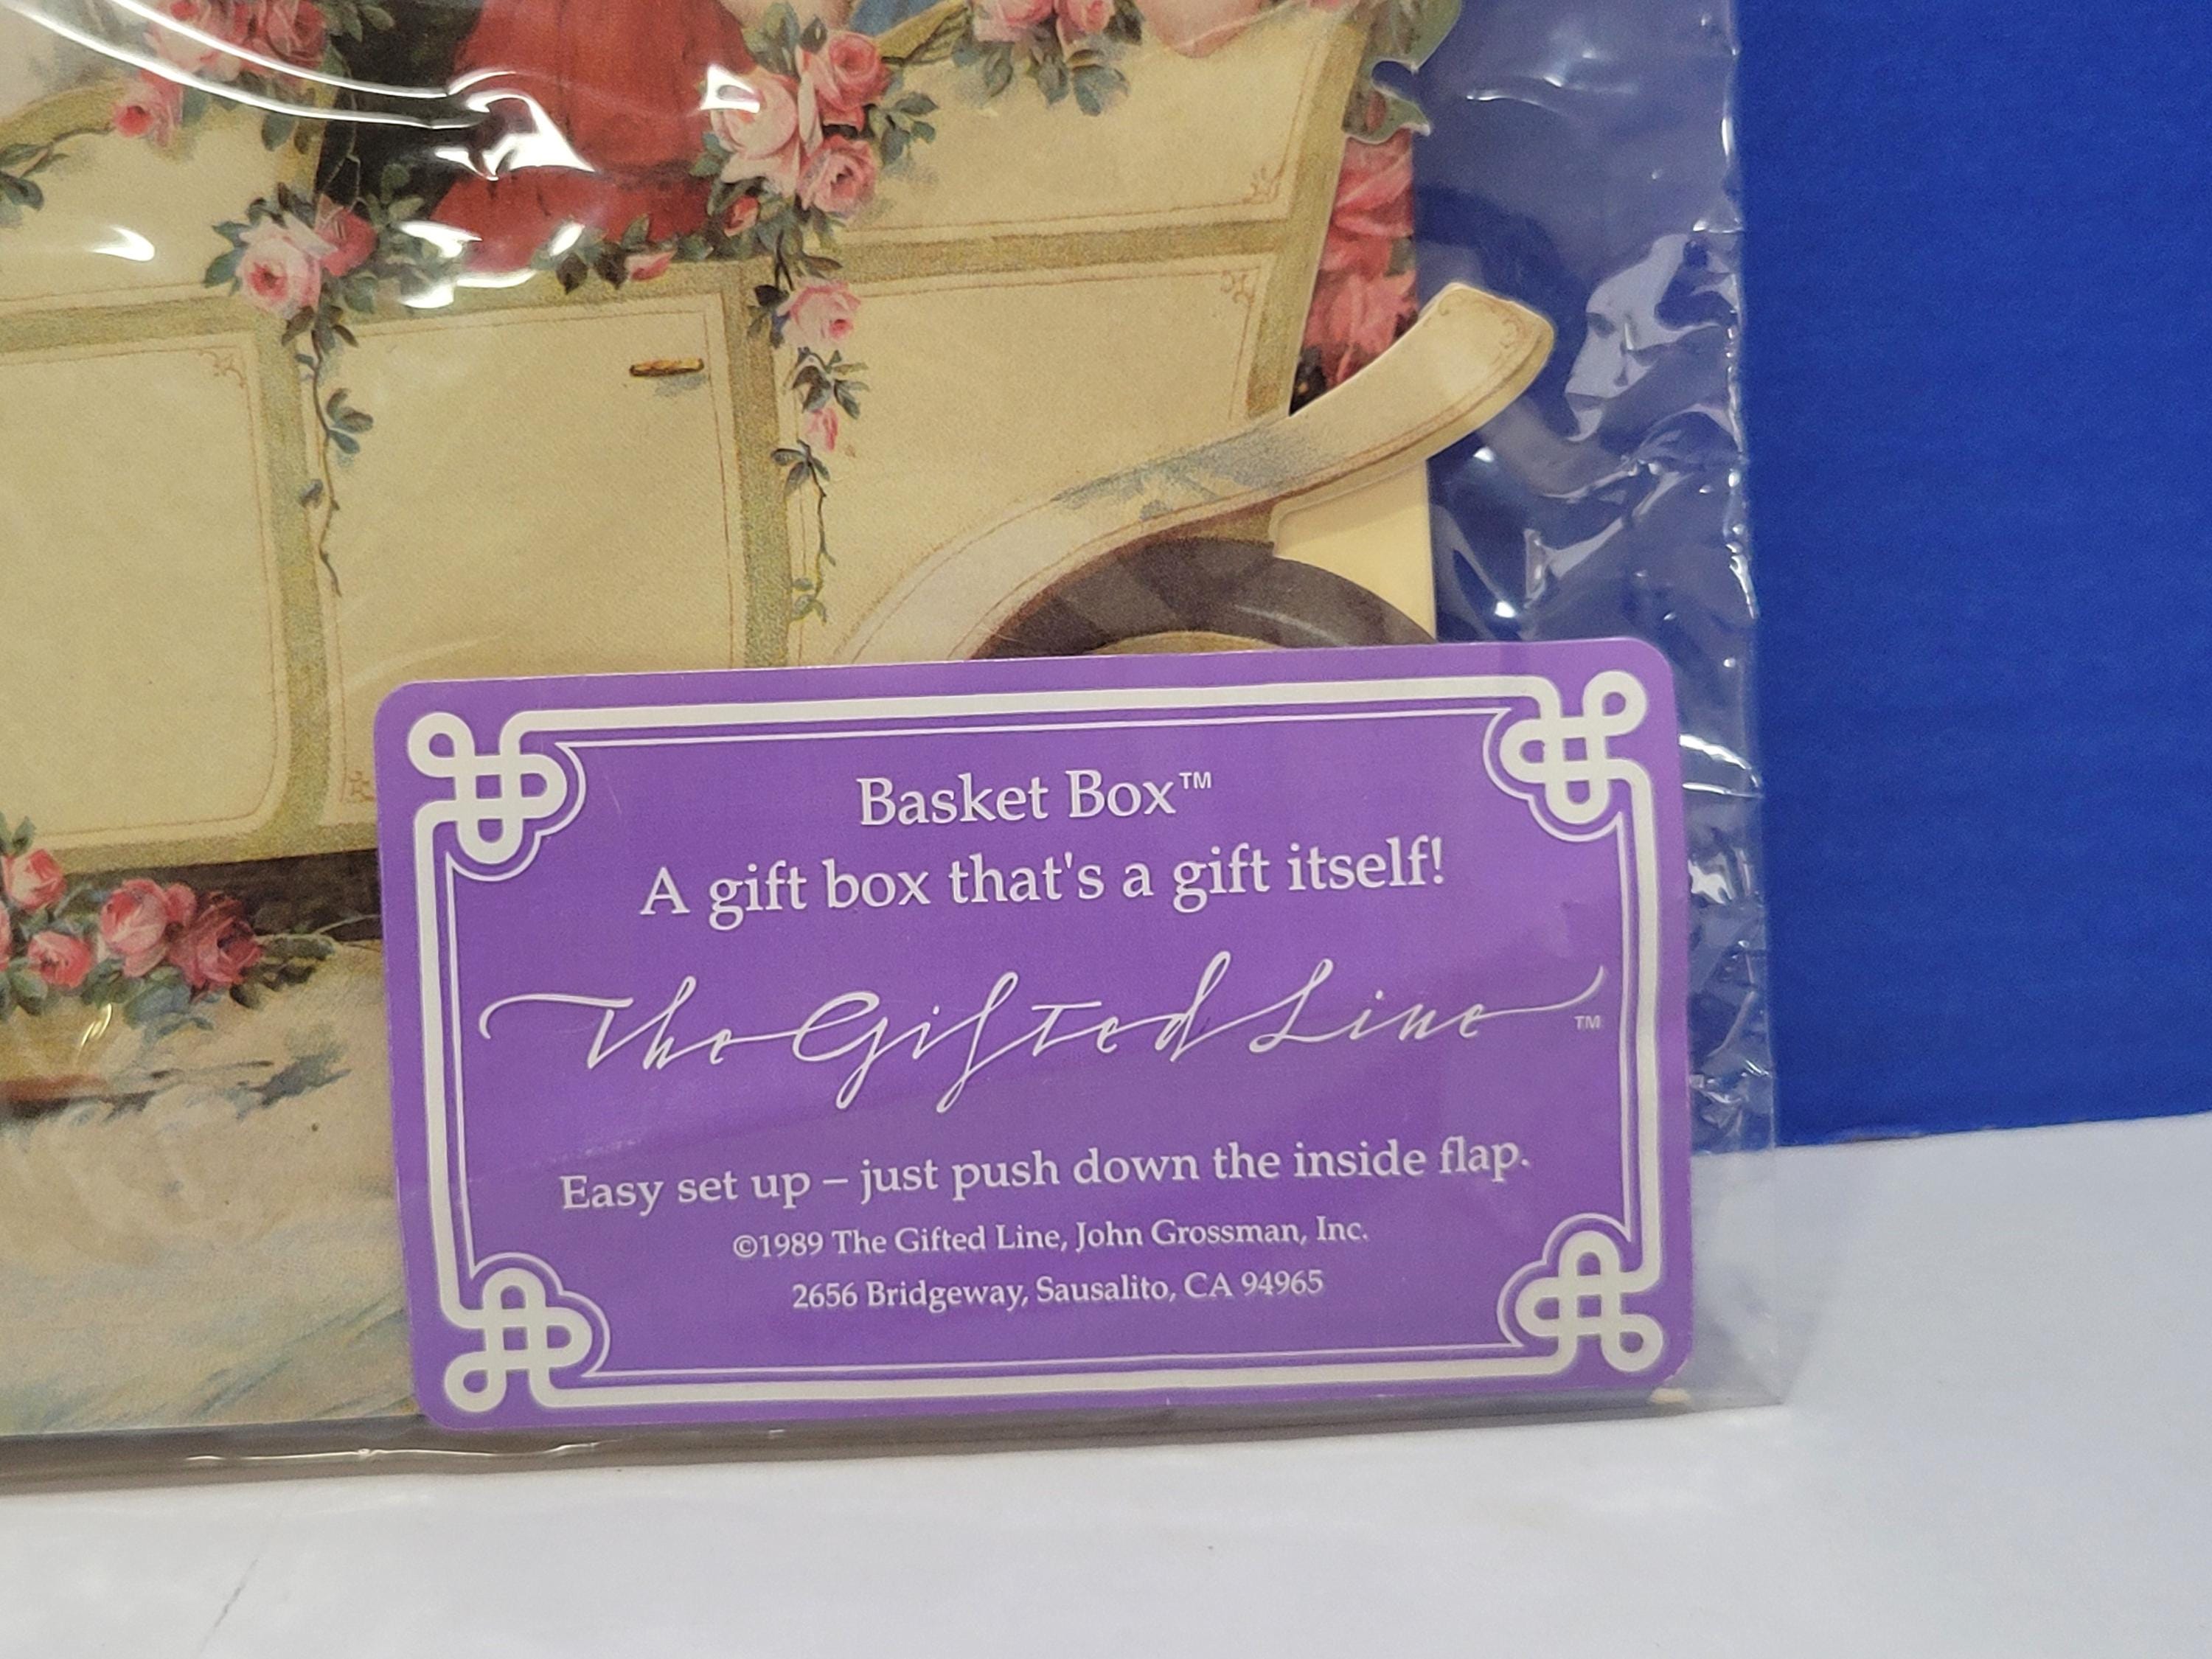 Basket Box™
A gift box that's a gift itself!
The Gifted Line™
Easy set up – just push down the inside flap.
©1989 The Gifted Line, John Grossman, Inc.
2656 Bridgeway, Sausalito, CA 94965